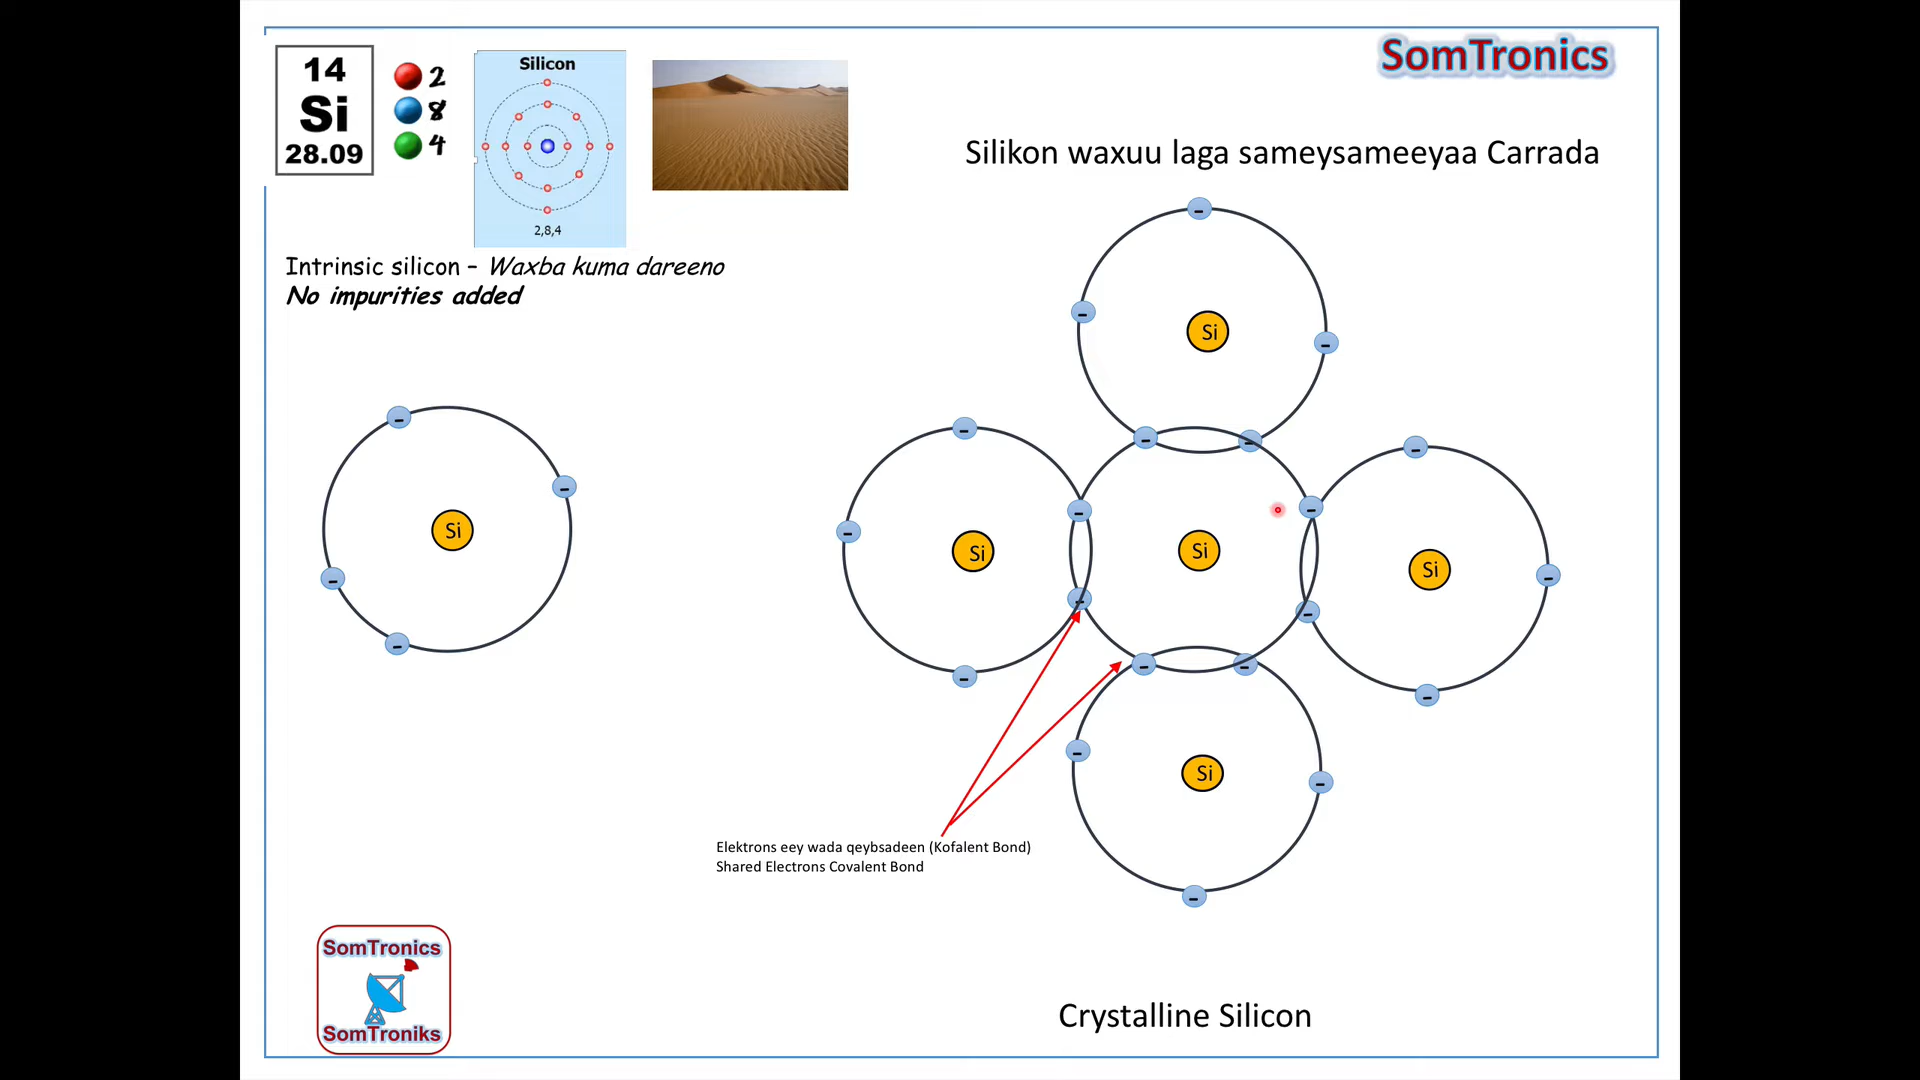 SomTronics
14
Si
28.09
2
8
4
Silicon
2,8,4
Silikon waxuu laga sameysameeyaa Carrada
Intrinsic silicon – Waxba kuma dareeno
No impurities added
-
-
Si
-
-
-
-
Si
-
-
-
-
-
-
-
-
-
Si
Si
Si
-
-
-
-
-
-
-
-
-
Si
-
-
Elektrons eey wada qeybsadeen (Kofalent Bond)
Shared Electrons Covalent Bond
SomTronics
SomTroniks
Crystalline Silicon